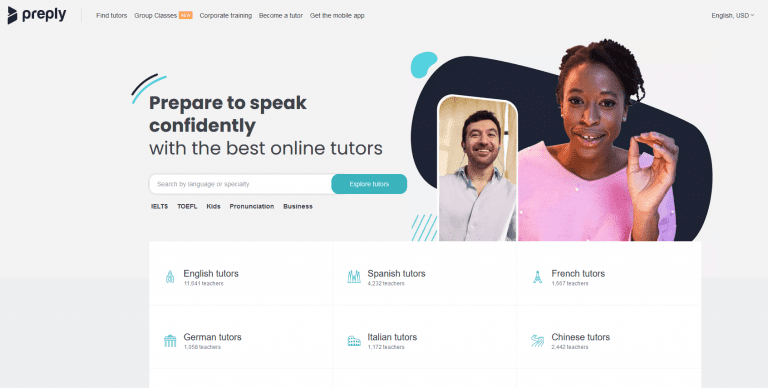 preply
Find tutors Group Classes NEW Corporate training Become a tutor Get the mobile app English, USD
Prepare to speak
confidently
with the best online tutors
Search by language or specialty Explore tutors
IELTS TOEFL Kids Pronunciation Business
English tutors Spanish tutors French tutors
11,641 teachers 4,232 teachers 1,667 teachers
German tutors Italian tutors Chinese tutors
1,058 teachers 1,172 teachers 2,442 teachers